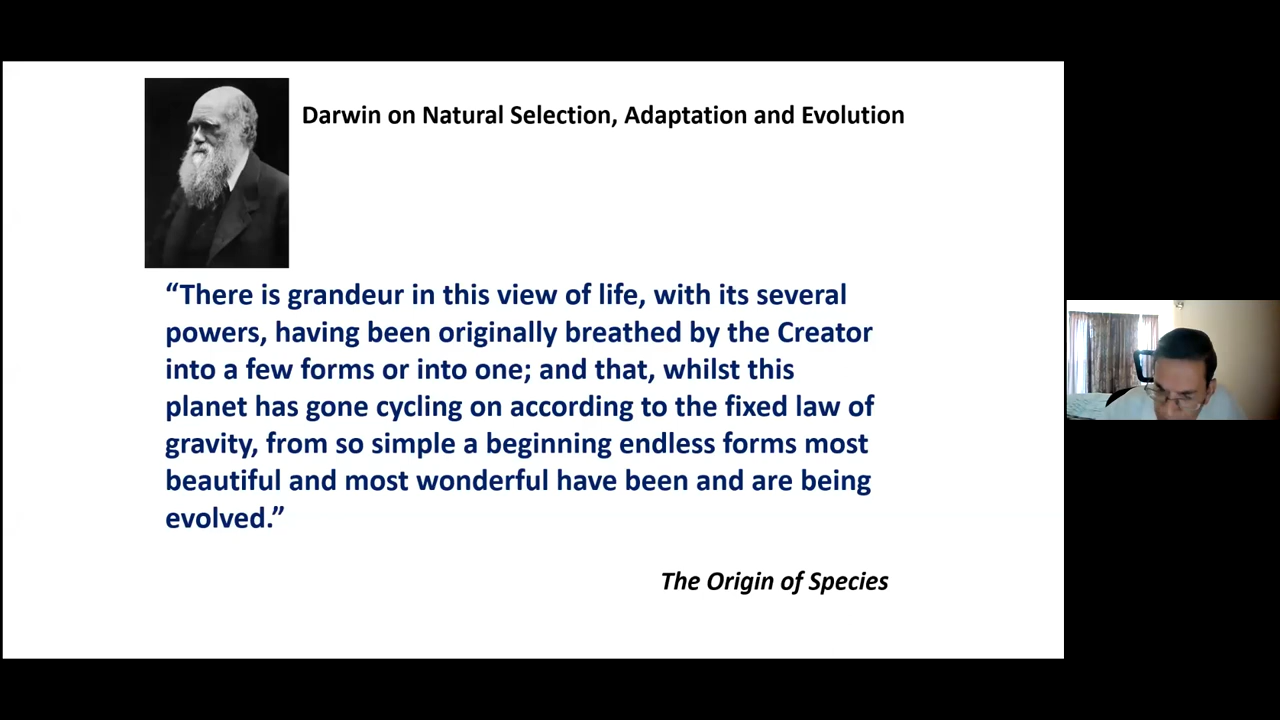 Darwin on Natural Selection, Adaptation and Evolution
“There is grandeur in this view of life, with its several
powers, having been originally breathed by the Creator
into a few forms or into one; and that, whilst this
planet has gone cycling on according to the fixed law of
gravity, from so simple a beginning endless forms most
beautiful and most wonderful have been and are being
evolved.”
The Origin of Species